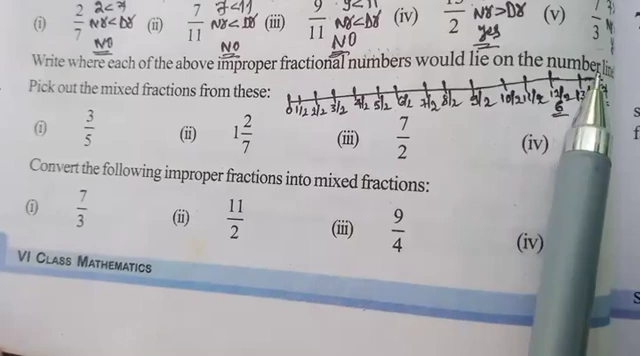 2<7 7<11 9<11
(i) 2/7 Nr<Dr (ii) 7/11 Nr<Dr (iii) 9/11 Nr<Dr (iv) 2 Nr>Dr (v) 7/3
No No No yes
Write where each of the above improper fractional numbers would lie on the number line
Pick out the mixed fractions from these: 0 1/2 2/2 3/2 4/2 5/2 6/2 7/2 8/2 9/2 10/2 11/2 12/2
6
(i) 3/5 (ii) 1 2/7 (iii) 7/2 (iv)
Convert the following improper fractions into mixed fractions:
(i) 7/3 (ii) 11/2 (iii) 9/4 (iv)
VI Class Mathematics